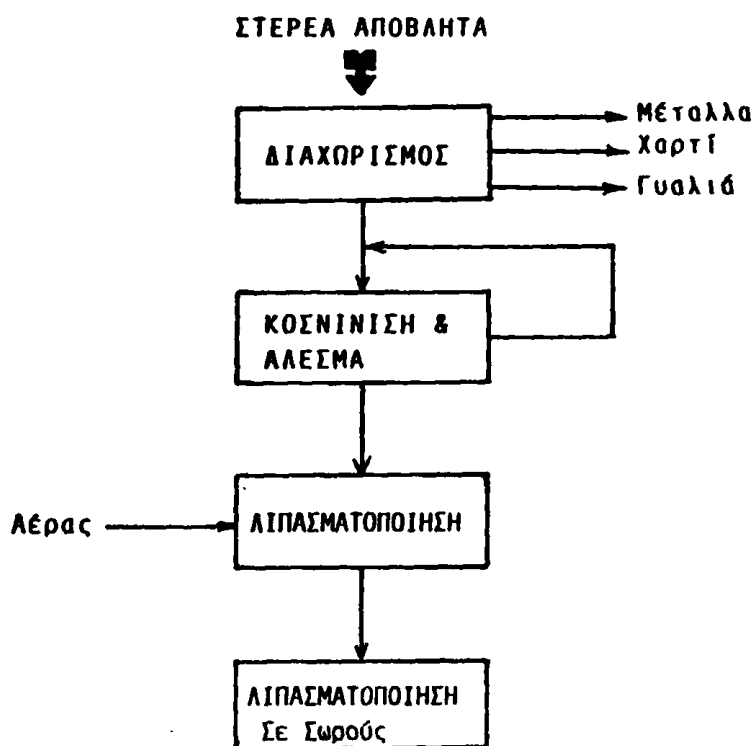 ΣΤΕΡΕΑ ΑΠΟΒΛΗΤΑ
ΔΙΑΧΩΡΙΣΜΟΣ
Μέταλλα
Χαρτί
Γυαλιά
ΚΟΣΝΙΝΙΣΗ &
ΑΛΕΣΜΑ
Αέρας
ΛΙΠΑΣΜΑΤΟΠΟΙΗΣΗ
ΛΙΠΑΣΜΑΤΟΠΟΙΗΣΗ
Σε Σωρούς